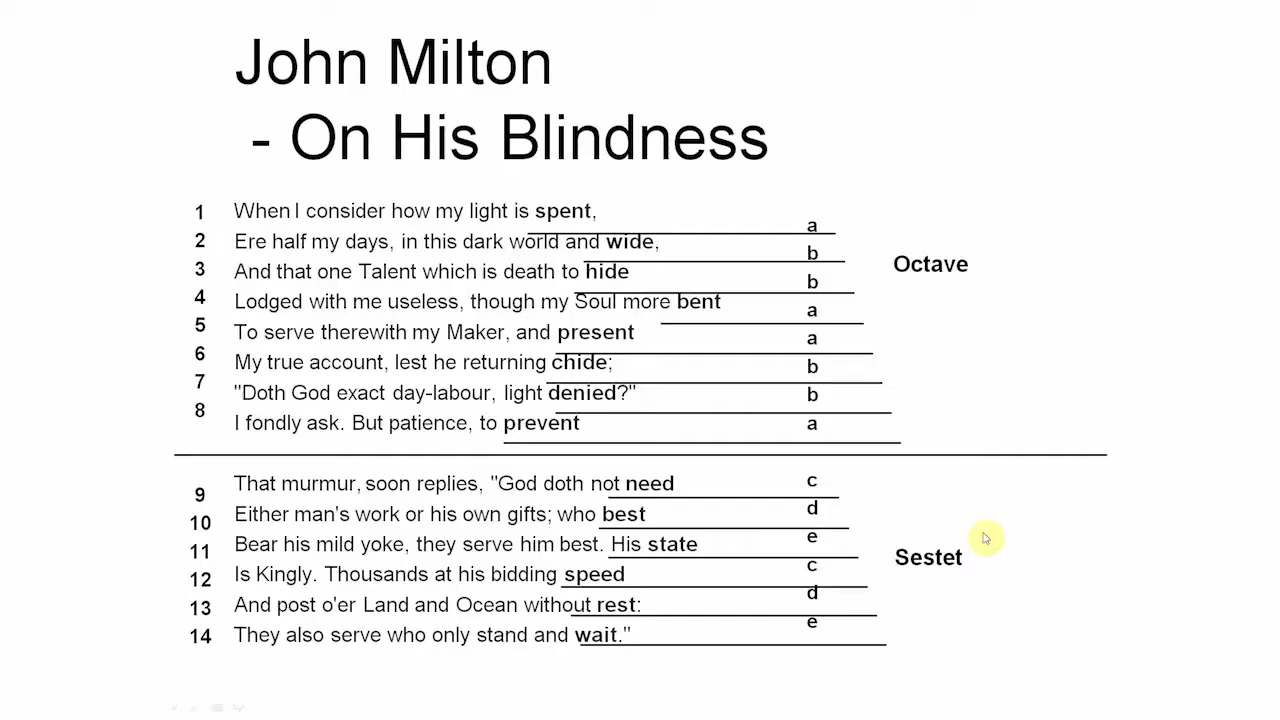 John Milton
- On His Blindness
1 When I consider how my light is spent, a
2 Ere half my days, in this dark world and wide, b
Octave
3 And that one Talent which is death to hide b
4 Lodged with me useless, though my Soul more bent a
5 To serve therewith my Maker, and present a
6 My true account, lest he returning chide; b
7 "Doth God exact day-labour, light denied?" b
8 I fondly ask. But patience, to prevent a
9 That murmur, soon replies, "God doth not need c
10 Either man's work or his own gifts; who best d
11 Bear his mild yoke, they serve him best. His state e
Sestet
12 Is Kingly. Thousands at his bidding speed c
13 And post o'er Land and Ocean without rest: d
14 They also serve who only stand and wait." e